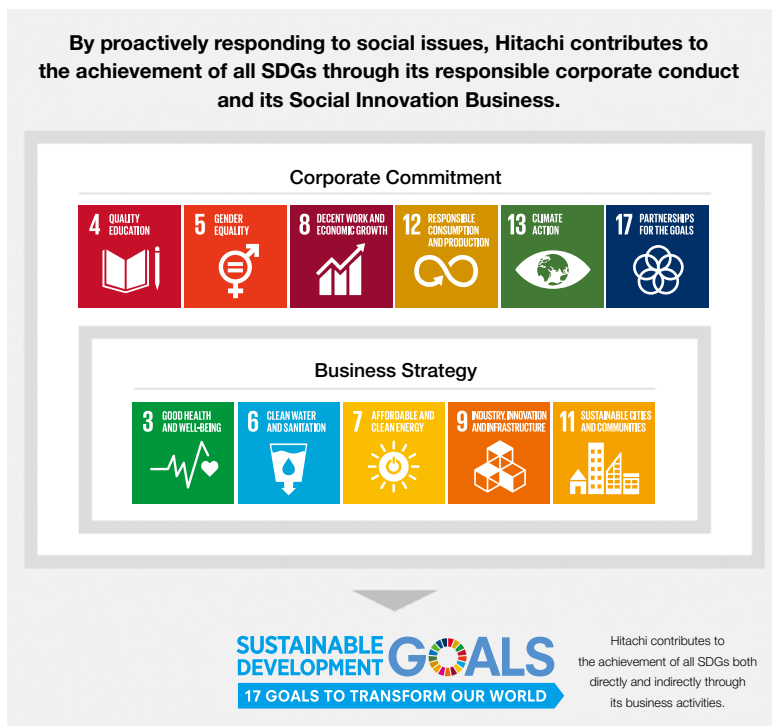 By proactively responding to social issues, Hitachi contributes to
the achievement of all SDGs through its responsible corporate conduct
and its Social Innovation Business.
Corporate Commitment
4 QUALITY
EDUCATION
5 GENDER
EQUALITY
8 DECENT WORK AND
ECONOMIC GROWTH
12 RESPONSIBLE
CONSUMPTION
AND PRODUCTION
13 CLIMATE
ACTION
17 PARTNERSHIPS
FOR THE GOALS
Business Strategy
3 GOOD HEALTH
AND WELL-BEING
6 CLEAN WATER
AND SANITATION
7 AFFORDABLE AND
CLEAN ENERGY
9 INDUSTRY, INNOVATION
AND INFRASTRUCTURE
11 SUSTAINABLE CITIES
AND COMMUNITIES
SUSTAINABLE
DEVELOPMENT
GOALS
17 GOALS TO TRANSFORM OUR WORLD
Hitachi contributes to
the achievement of all SDGs both
directly and indirectly through
its business activities.